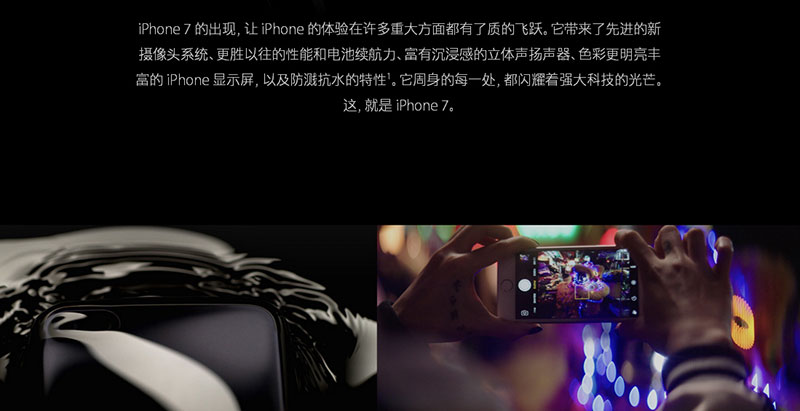 iPhone 7 的出现，让 iPhone 的体验在许多重大方面都有了质的飞跃。它带来了先进的新
摄像头系统、更胜以往的性能和电池续航力、富有沉浸感的立体声扬声器、色彩更明亮丰
富的 iPhone 显示屏，以及防溅抗水的特性¹。它周身的每一处，都闪耀着强大科技的光芒。
这，就是 iPhone 7。